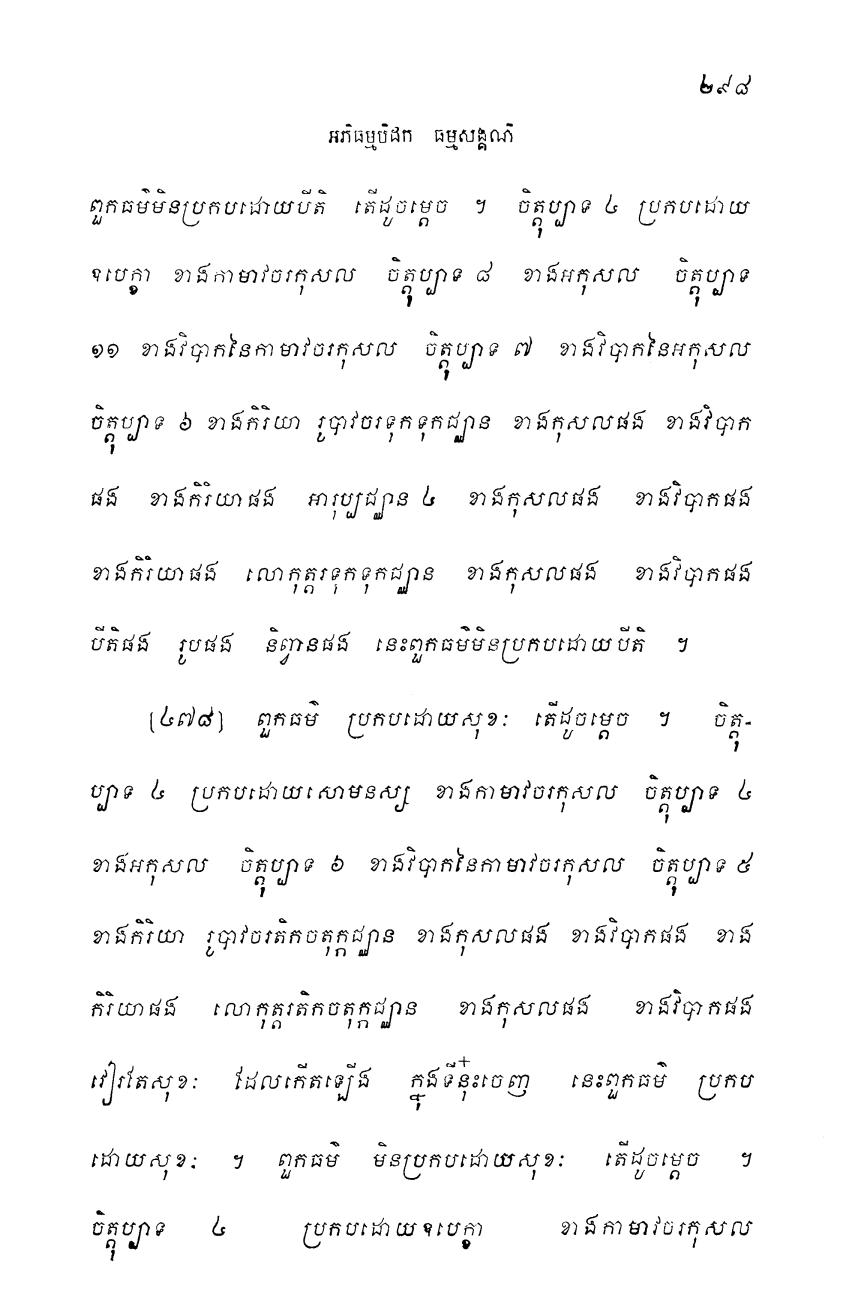 ២៩៨
អភិធម្មបិដក ធម្មសង្គណិ
ពួកធម៌មិនប្រកបដោយបីតិ តើដូចម្តេច ។ ចិត្តុប្បាទ ៤ ប្រកបដោយ
ឧបេក្ខា ខាងកាមាវចរកុសល ចិត្តុប្បាទ ៨ ខាងអកុសល ចិត្តុប្បាទ
១១ ខាងវិបាកនៃកាមាវចរកុសល ចិត្តុប្បាទ ៧ ខាងវិបាកនៃអកុសល
ចិត្តុប្បាទ ៦ ខាងកិរិយា រូបាវចរទុកទុកជ្ឈាន ខាងកុសលផង ខាងវិបាក
ផង ខាងកិរិយាផង អារុប្បជ្ឈាន ៤ ខាងកុសលផង ខាងវិបាកផង
ខាងកិរិយាផង លោកុត្តរទុកទុកជ្ឈាន ខាងកុសលផង ខាងវិបាកផង
បីតិផង រូបផង និព្វានផង នេះពួកធម៌មិនប្រកបដោយបីតិ ។
[៤៧៩] ពួកធម៌ ប្រកបដោយសុខៈ តើដូចម្តេច ។ ចិត្តុ-
ប្បាទ ៤ ប្រកបដោយសោមនស្ស ខាងកាមាវចរកុសល ចិត្តុប្បាទ ៤
ខាងអកុសល ចិត្តុប្បាទ ៦ ខាងវិបាកនៃកាមាវចរកុសល ចិត្តុប្បាទ ៥
ខាងកិរិយា រូបាវចរតិកចតុក្កជ្ឈាន ខាងកុសលផង ខាងវិបាកផង ខាង
កិរិយាផង លោកុត្តរតិកចតុក្កជ្ឈាន ខាងកុសលផង ខាងវិបាកផង
វៀរតែសុខៈ ដែលកើតឡើង ក្នុងទីនុ៎ះចេញ នេះពួកធម៌ ប្រកប
ដោយសុខៈ ។ ពួកធម៌ មិនប្រកបដោយសុខៈ តើដូចម្តេច ។
ចិត្តុប្បាទ ៤ ប្រកបដោយឧបេក្ខា ខាងកាមាវចរកុសល